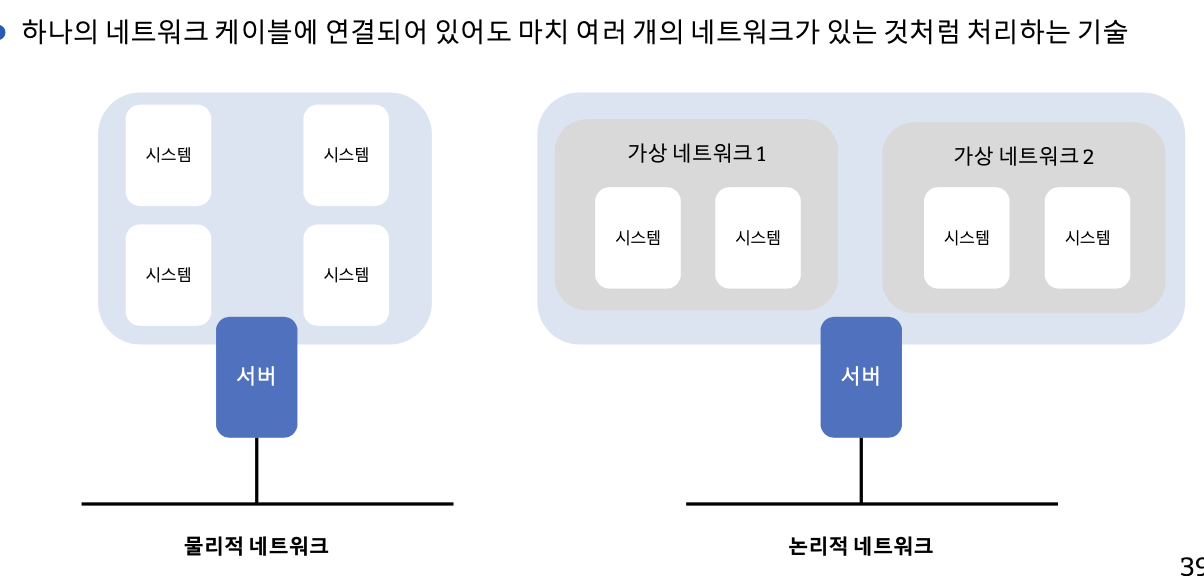 하나의 네트워크 케이블에 연결되어 있어도 마치 여러 개의 네트워크가 있는 것처럼 처리하는 기술
시스템
시스템
시스템
시스템
서버
물리적 네트워크
가상 네트워크 1
시스템
시스템
가상 네트워크 2
시스템
시스템
서버
논리적 네트워크
39